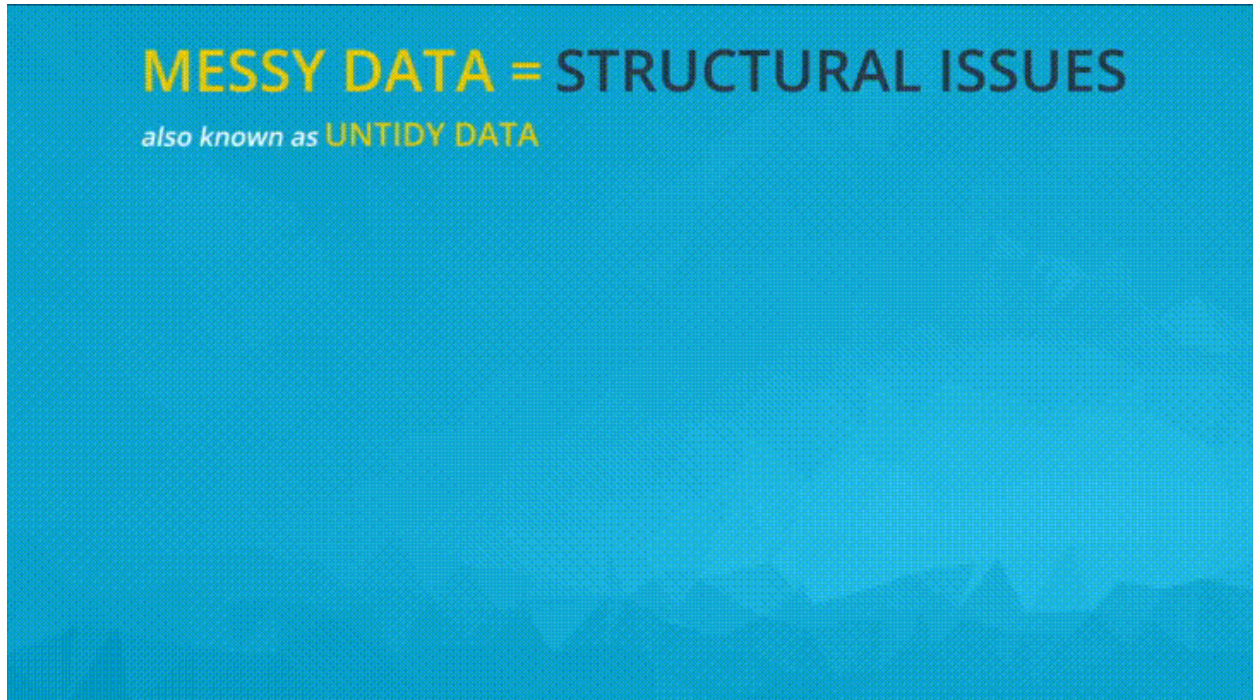 MESSY DATA = STRUCTURAL ISSUES
also known as UNTIDY DATA